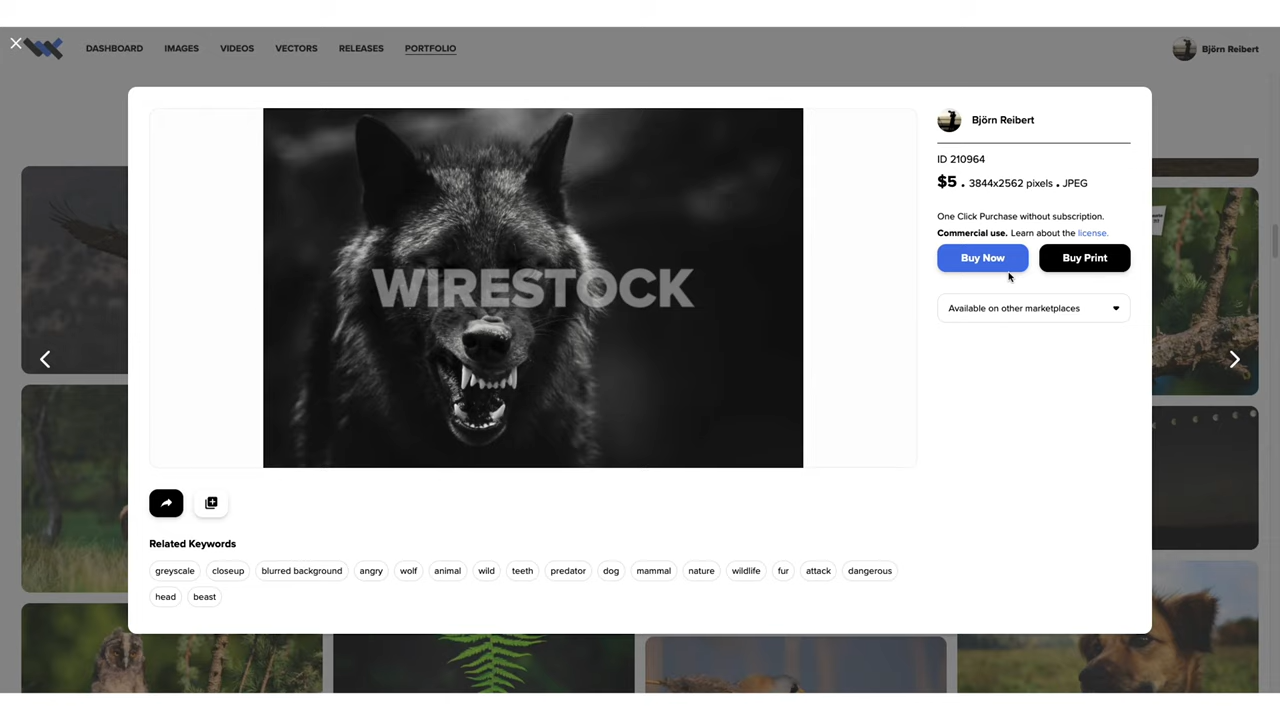 DASHBOARD IMAGES VIDEOS VECTORS RELEASES PORTFOLIO Björn Reibert
WIRESTOCK
Björn Reibert
ID 210964
$5 . 3844x2562 pixels . JPEG
One Click Purchase without subscription.
Commercial use. Learn about the license.
Buy Now Buy Print
Available on other marketplaces
Related Keywords
greyscale closeup blurred background angry wolf animal wild teeth predator dog mammal nature wildlife fur attack dangerous
head beast